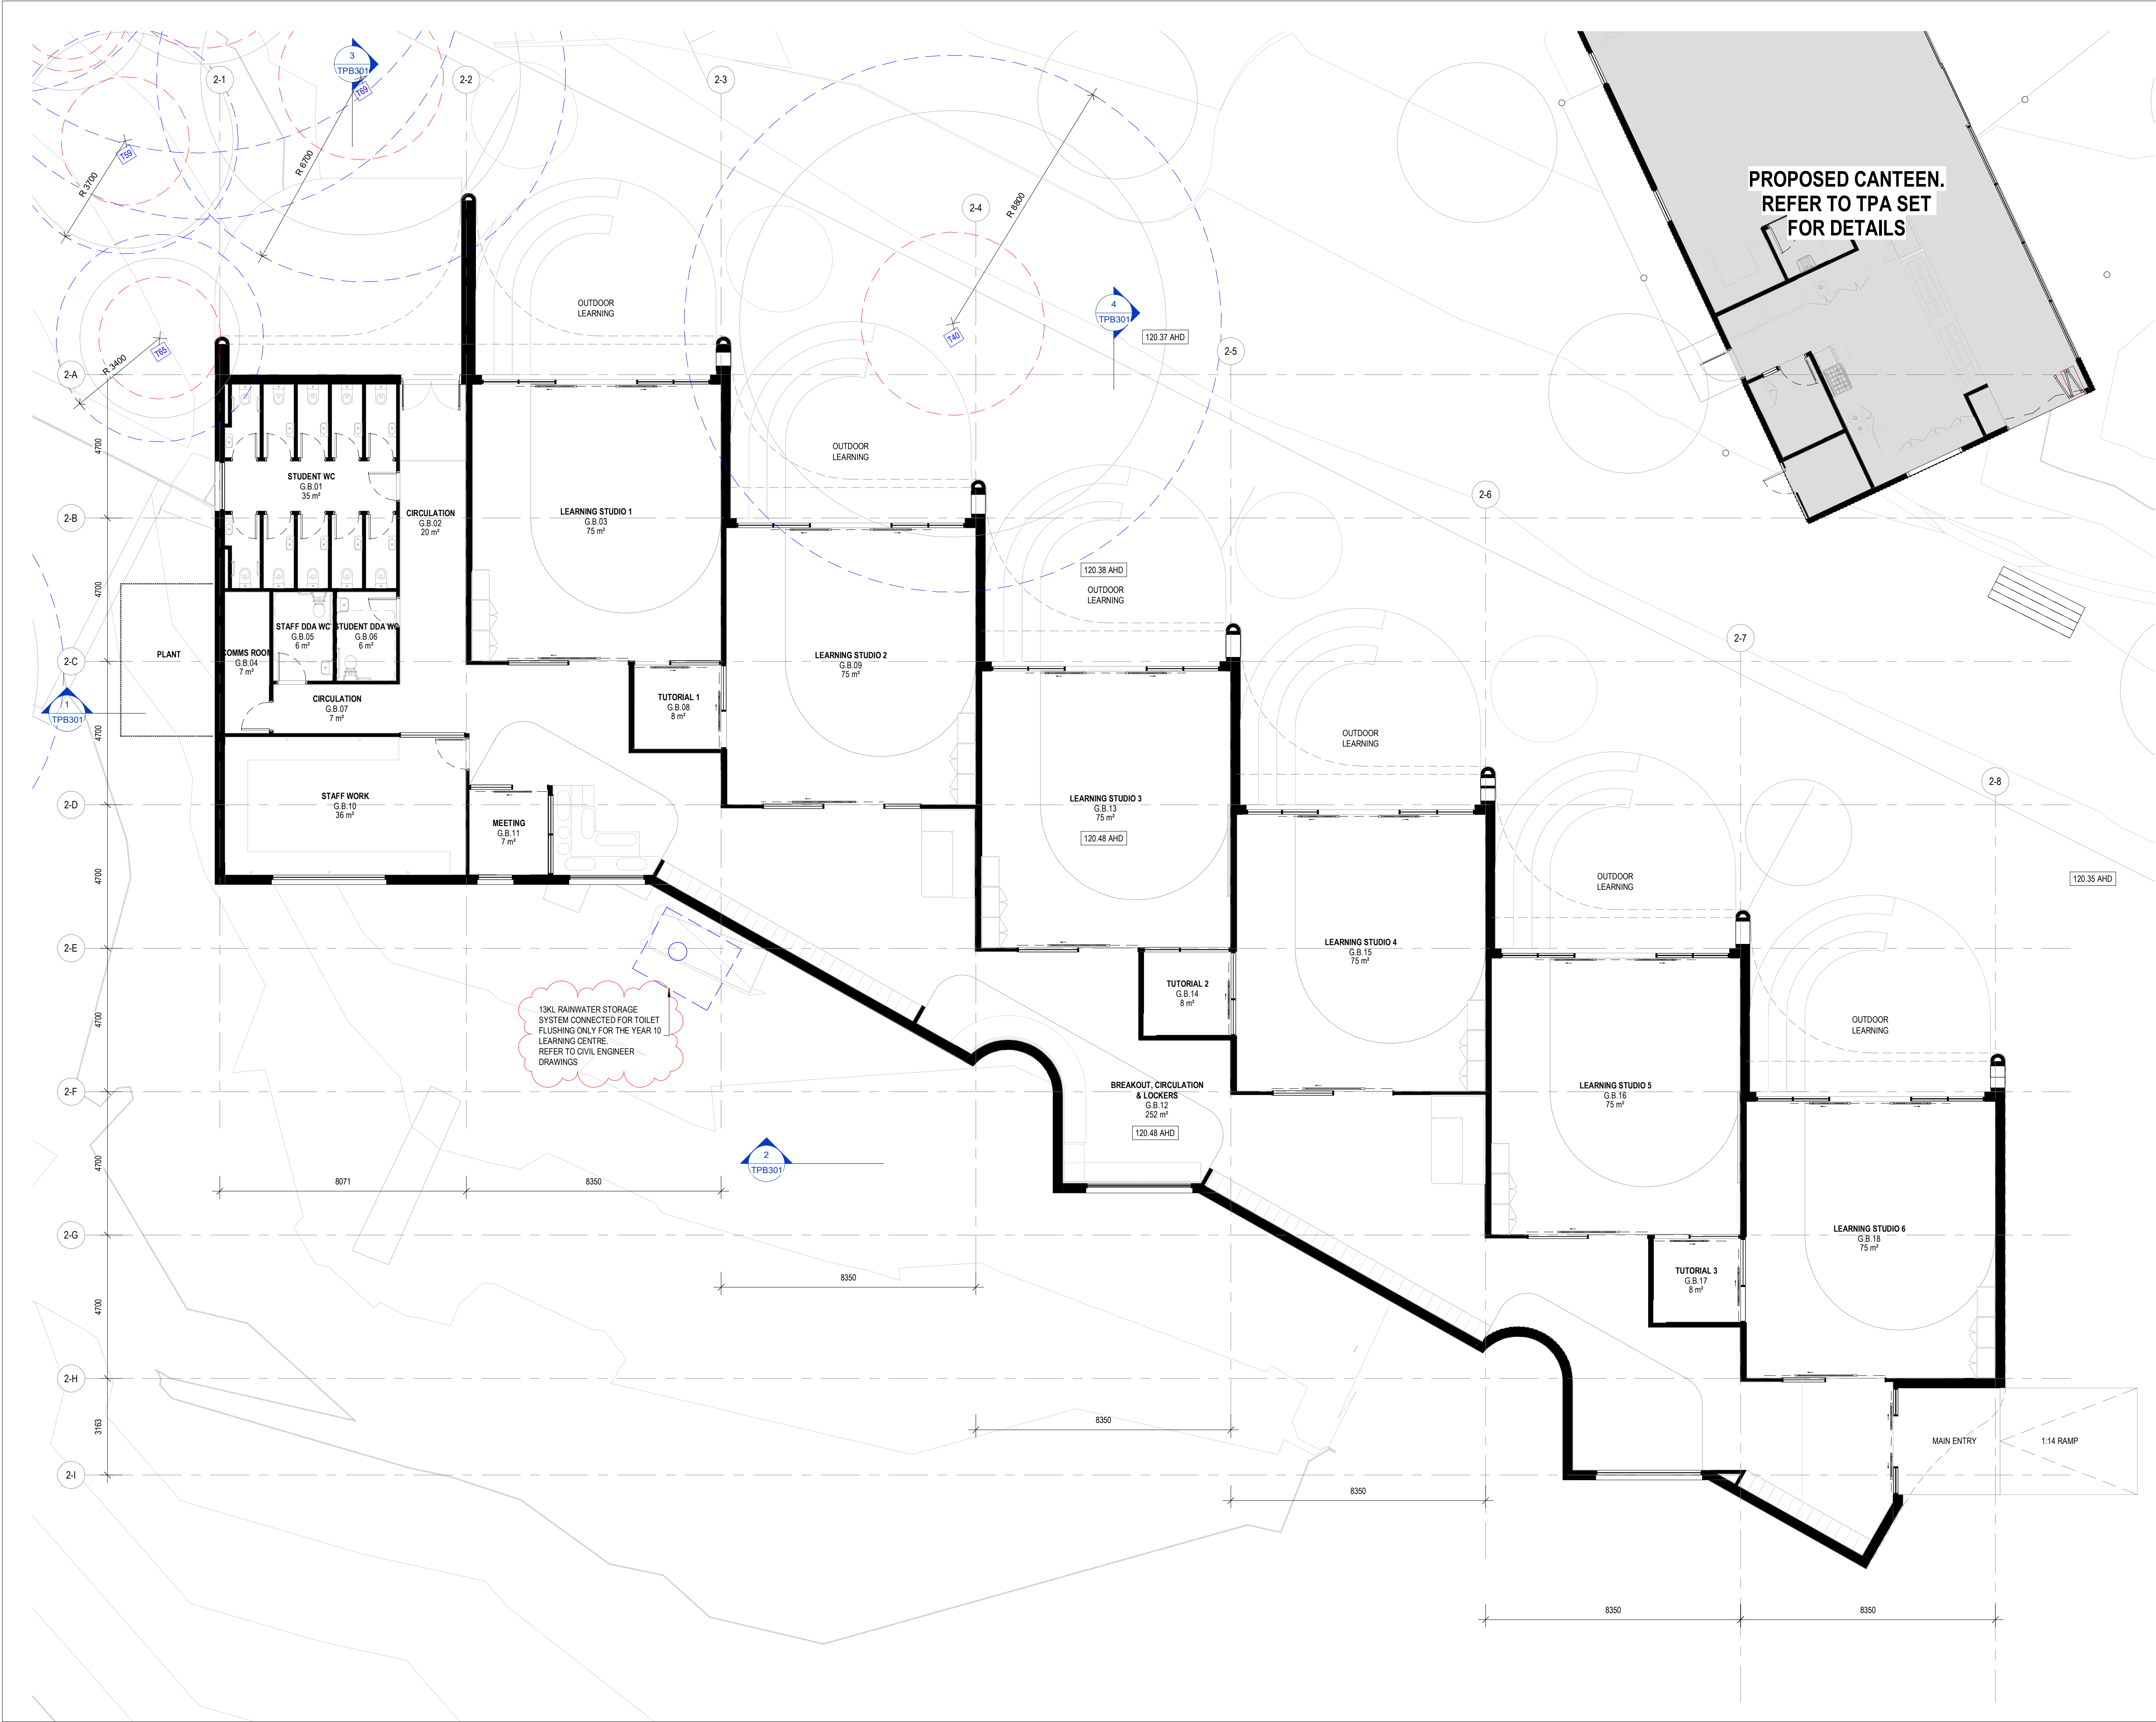 3
TPB301
2-1
2-2
2-3
T69
T59
R 3700
R 6700
PROPOSED CANTEEN.
REFER TO TPA SET
FOR DETAILS
2-4
R 8800
OUTDOOR
LEARNING
4
TPB301
120.37 AHD
T40
T65
R 3400
2-5
2-A
4700
OUTDOOR
LEARNING
STUDENT WC
G.B.01
35 m²
2-6
CIRCULATION
G.B.02
20 m²
LEARNING STUDIO 1
G.B.03
75 m²
2-B
4700
120.38 AHD
OUTDOOR
LEARNING
STAFF DDA WC
G.B.05
6 m²
STUDENT DDA WC
G.B.06
6 m²
2-7
PLANT
COMMS ROOM
G.B.04
7 m²
2-C
LEARNING STUDIO 2
G.B.09
75 m²
TUTORIAL 1
G.B.08
8 m²
CIRCULATION
G.B.07
7 m²
1
TPB301
4700
OUTDOOR
LEARNING
2-8
STAFF WORK
G.B.10
36 m²
2-D
LEARNING STUDIO 3
G.B.13
75 m²
120.48 AHD
MEETING
G.B.11
7 m²
4700
OUTDOOR
LEARNING
120.35 AHD
2-E
LEARNING STUDIO 4
G.B.15
75 m²
TUTORIAL 2
G.B.14
8 m²
13KL RAINWATER STORAGE
SYSTEM CONNECTED FOR TOILET
FLUSHING ONLY FOR THE YEAR 10
LEARNING CENTRE.
REFER TO CIVIL ENGINEER
DRAWINGS
4700
OUTDOOR
LEARNING
2-F
BREAKOUT, CIRCULATION
& LOCKERS
G.B.12
252 m²
120.48 AHD
LEARNING STUDIO 5
G.B.16
75 m²
2
TPB301
4700
8071
8350
2-G
LEARNING STUDIO 6
G.B.18
75 m²
TUTORIAL 3
G.B.17
8 m²
8350
4700
2-H
3163
8350
MAIN ENTRY
1:14 RAMP
2-I
8350
8350
8350